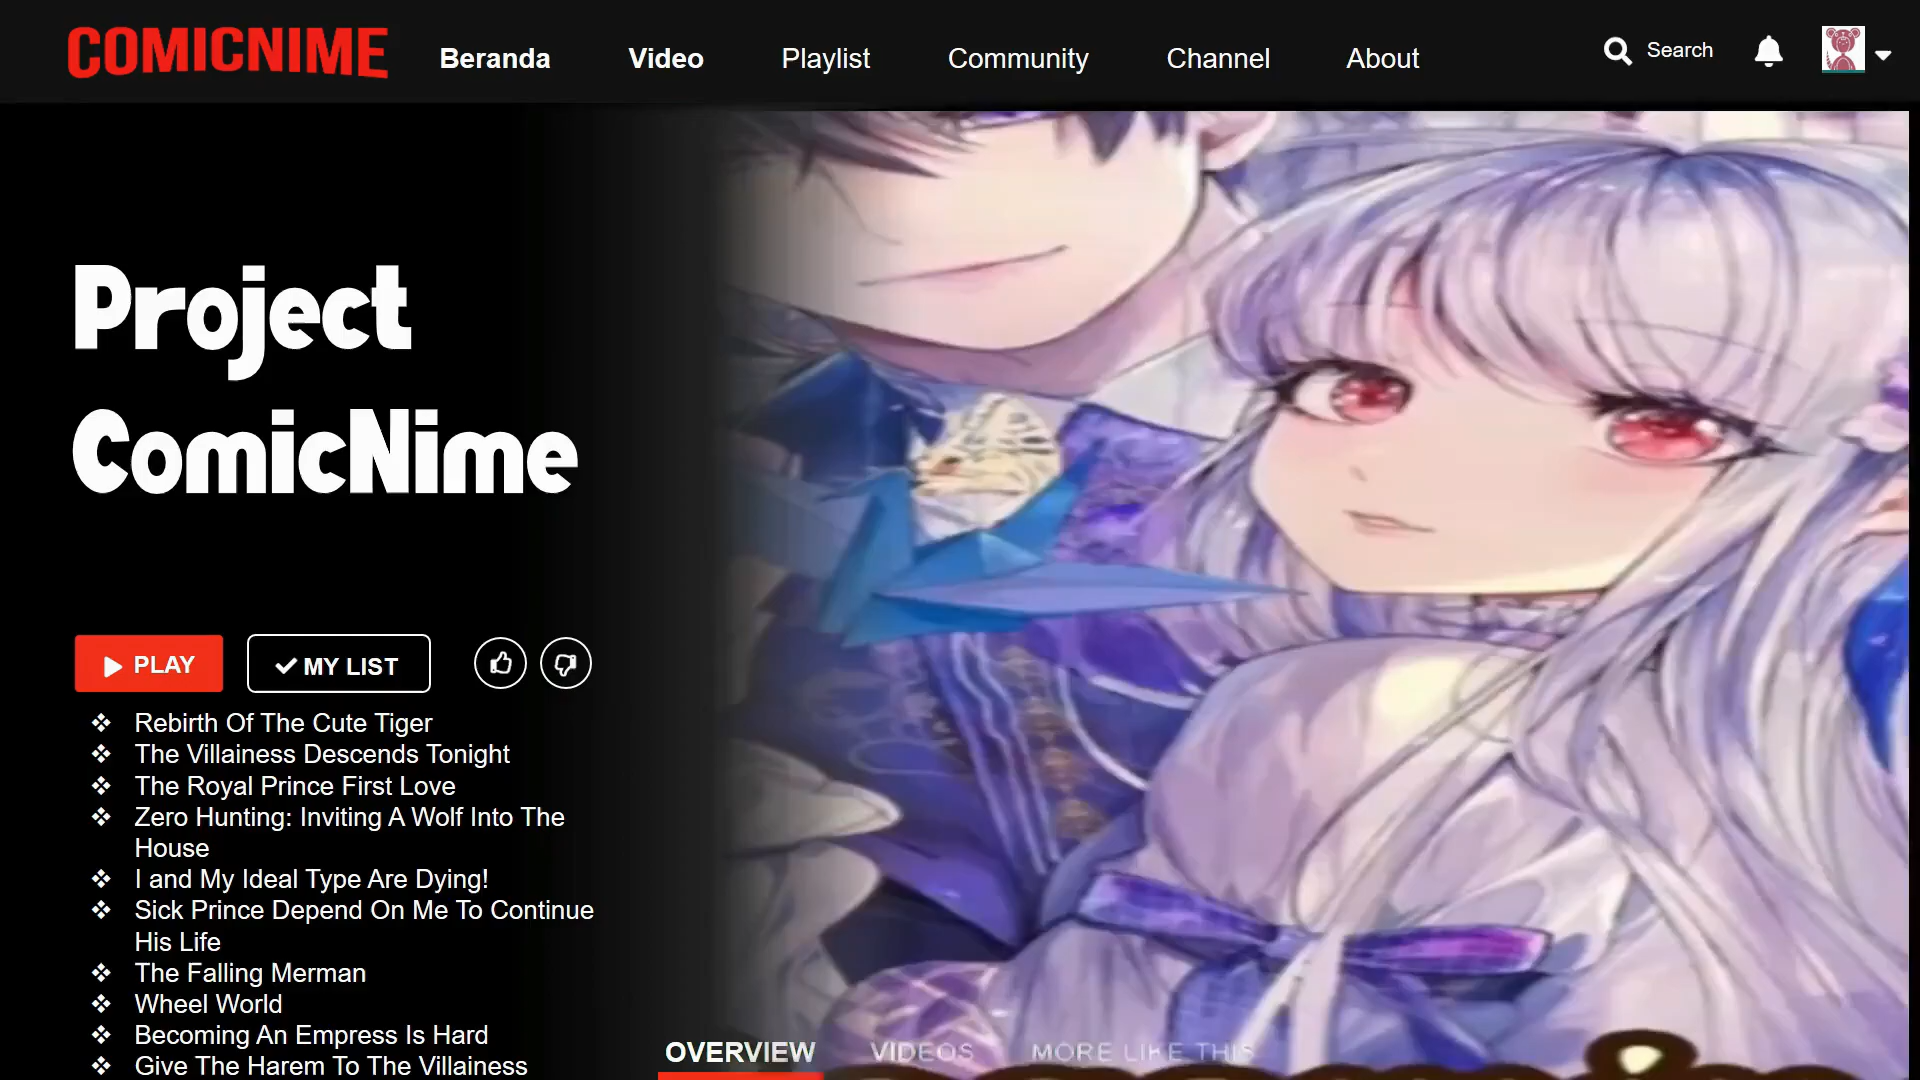 COMICNIME
Beranda
Video
Playlist
Community
Channel
About
Search
Project
ComicNime
PLAY
MY LIST
Rebirth Of The Cute Tiger
The Villainess Descends Tonight
The Royal Prince First Love
Zero Hunting: Inviting A Wolf Into The
House
I and My Ideal Type Are Dying!
Sick Prince Depend On Me To Continue
His Life
The Falling Merman
Wheel World
Becoming An Empress Is Hard
Give The Harem To The Villainess
OVERVIEW
VIDEOS
MORE LIKE THIS